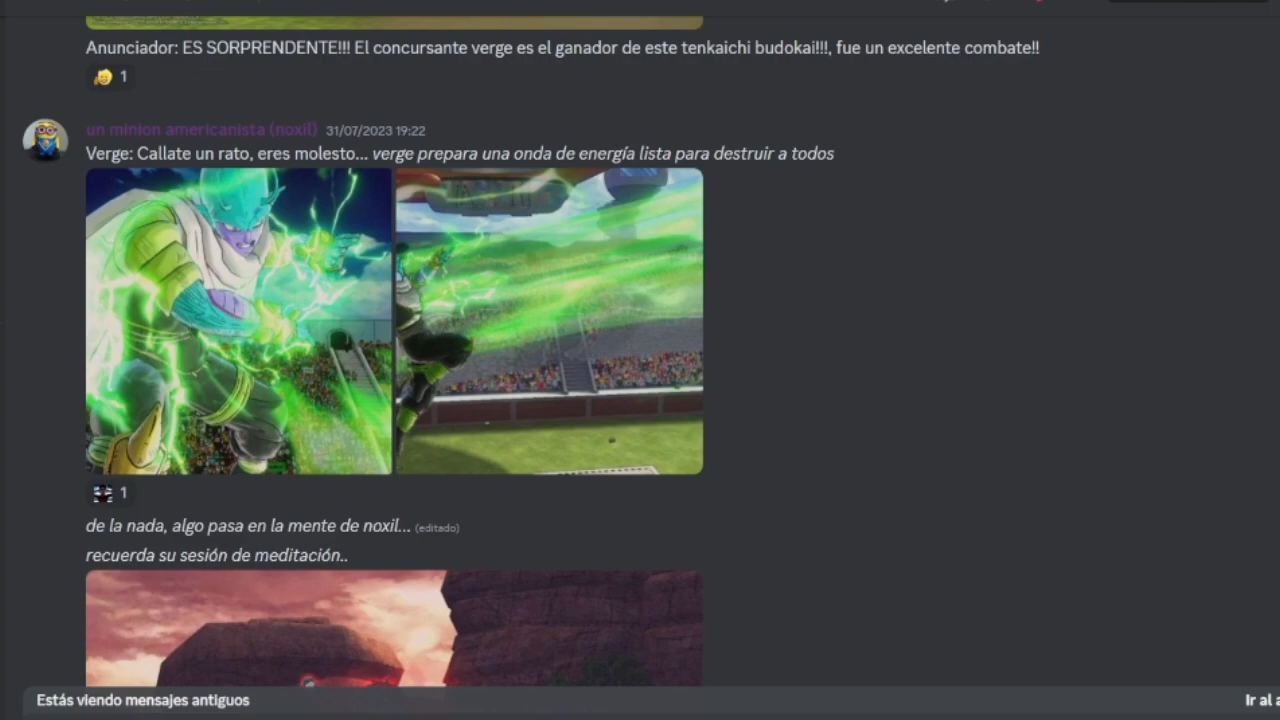 Anunciador: ES SORPRENDENTE!!! El concursante verge es el ganador de este tenkaichi budokai!!!, fue un excelente combate!!
1
un minion americanista (noxil) 31/07/2023 19:22
Verge: Callate un rato, eres molesto... verge prepara una onda de energía lista para destruir a todos
1
de la nada, algo pasa en la mente de noxil... (editado)
recuerda su sesión de meditación..
Estás viendo mensajes antiguos
Ir al a